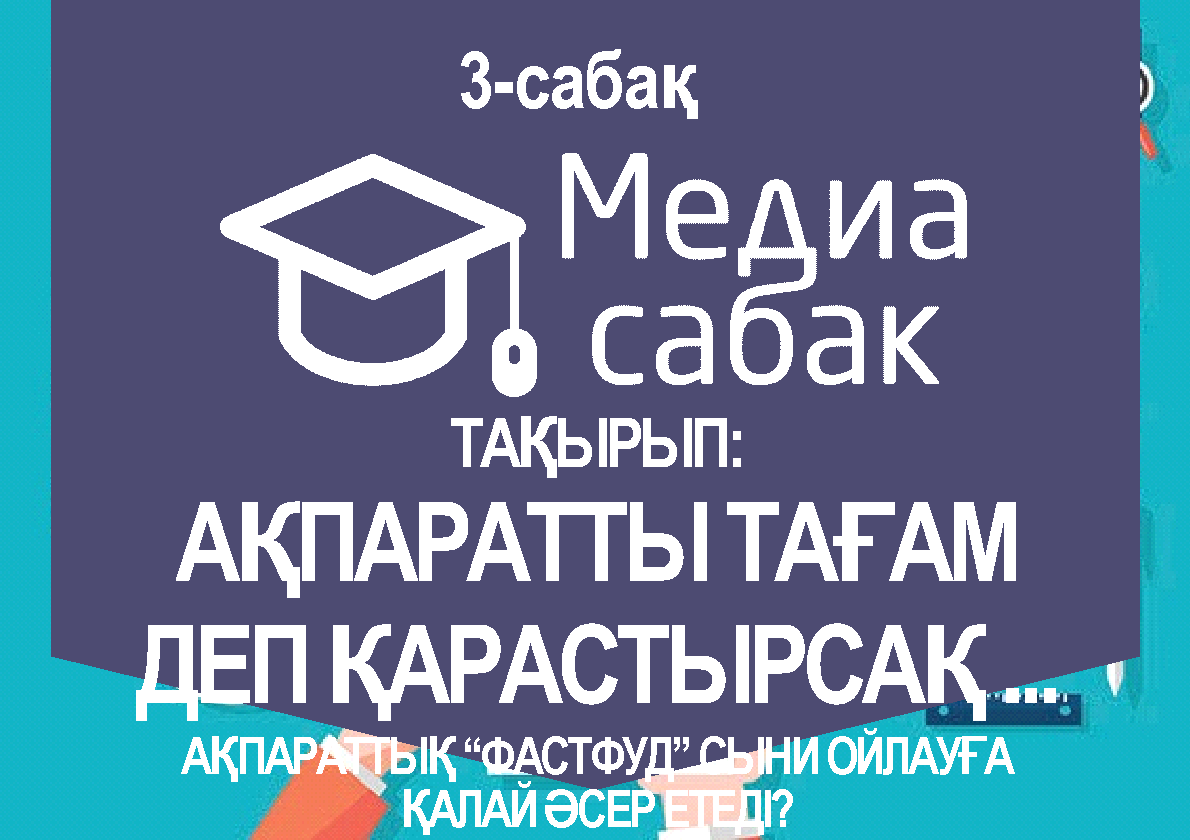 3-сабақ
Медиа
сабак
ТАҚЫРЫП:
АҚПАРАТТЫ ТАҒАМ
ДЕП ҚАРАСТЫРСАҚ ...
АҚПАРАТТЫҚ “ФАСТФУД” СЫНИ ОЙЛАУҒА
ҚАЛАЙ ӘСЕР ЕТЕДІ?